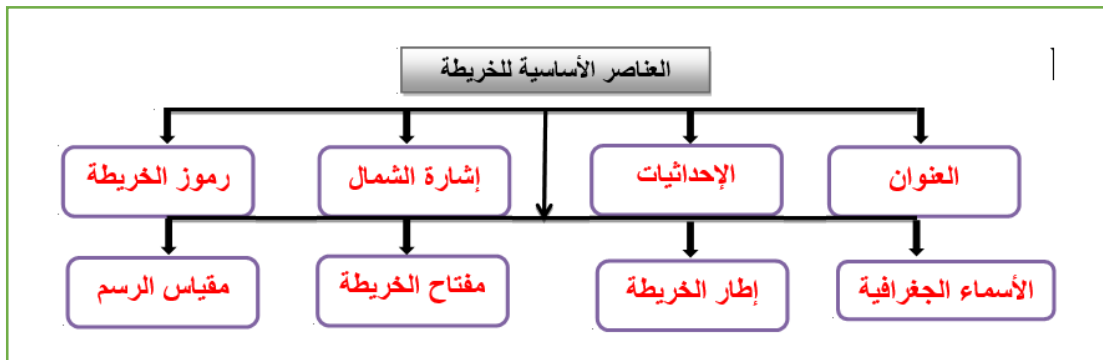 العناصر الأساسية للخريطة
العنوان
الإحداثيات
إشارة الشمال
رموز الخريطة
الأسماء الجغرافية
إطار الخريطة
مفتاح الخريطة
مقياس الرسم